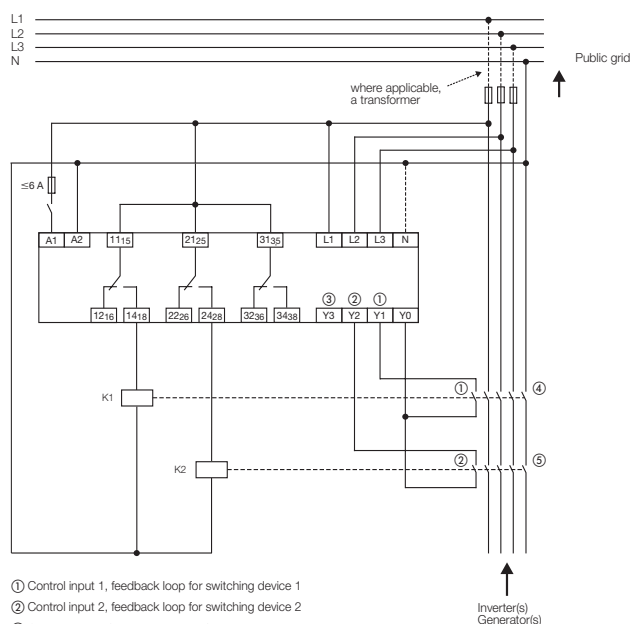 L1
L2
L3
N
Public grid
where applicable,
a transformer
≤6 A
A1 A2 1115 2125 3135 L1 L2 L3 N
③ ② ①
1216 1418 2226 2428 3236 3438 Y3 Y2 Y1 Y0
K1 ① ④
K2 ② ⑤
① Control input 1, feedback loop for switching device 1
② Control input 2, feedback loop for switching device 2
Inverter(s)
Generator(s)